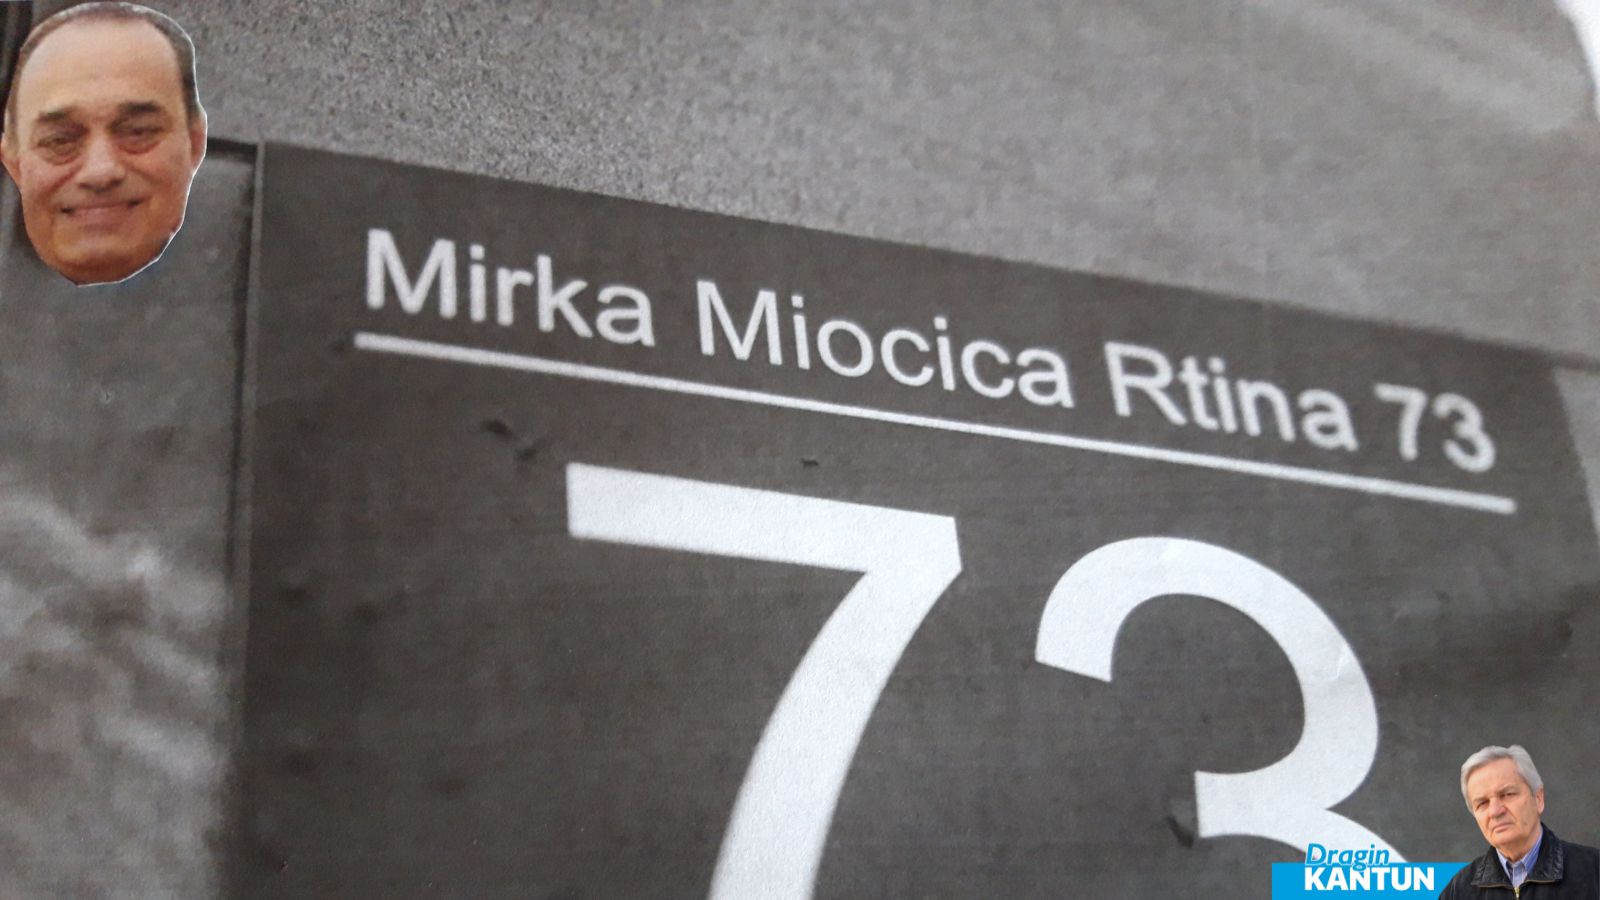 Mirka Miocica Rtina 73
73
Dragin
KANTUN